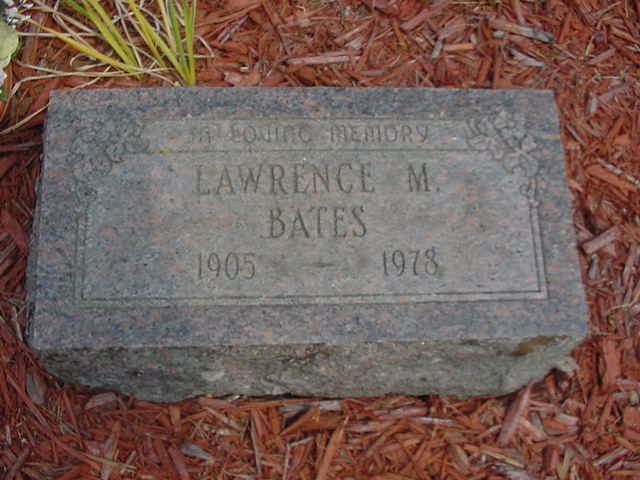 IN LOVING MEMORY
LAWRENCE M.
BATES
1905 — 1978